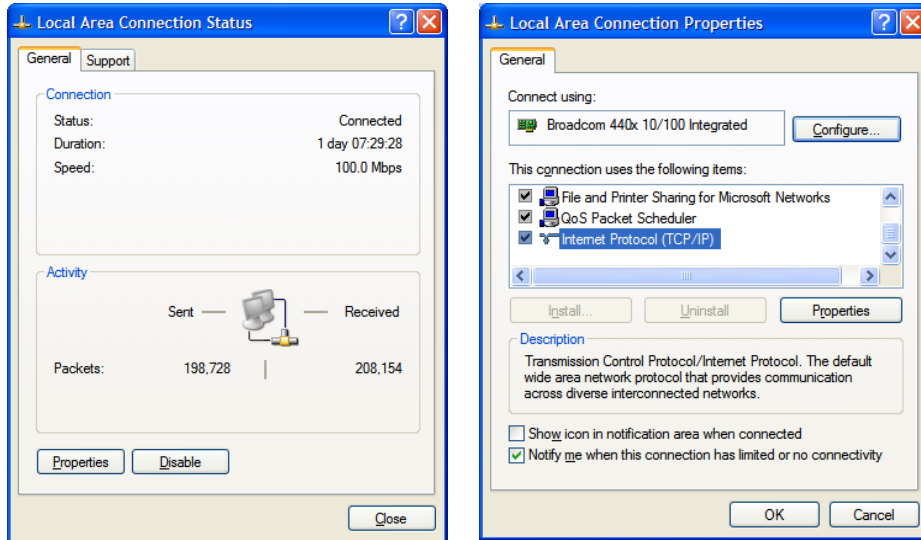 Local Area Connection Status
General Support
Connection
Status: Connected
Duration: 1 day 07:29:28
Speed: 100.0 Mbps
Activity
Sent Received
Packets: 198,728 208,154
Properties Disable
Close
Local Area Connection Properties
General
Connect using:
Broadcom 440x 10/100 Integrated Configure...
This connection uses the following items:
File and Printer Sharing for Microsoft Networks
QoS Packet Scheduler
Internet Protocol (TCP/IP)
Install... Uninstall Properties
Description
Transmission Control Protocol/Internet Protocol. The default
wide area network protocol that provides communication
across diverse interconnected networks.
Show icon in notification area when connected
Notify me when this connection has limited or no connectivity
OK Cancel